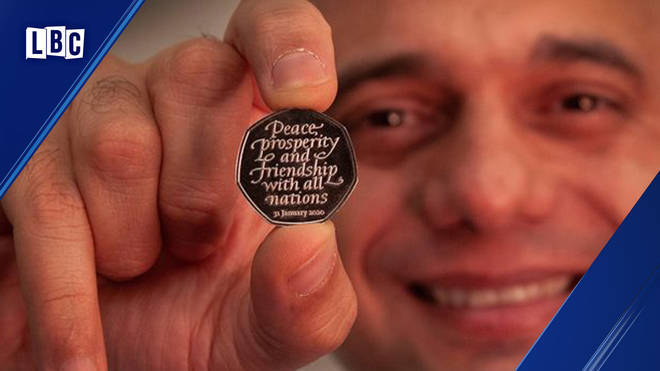 LBC
Peace,
prosperity
and
friendship
with all
nations
31 January 2020